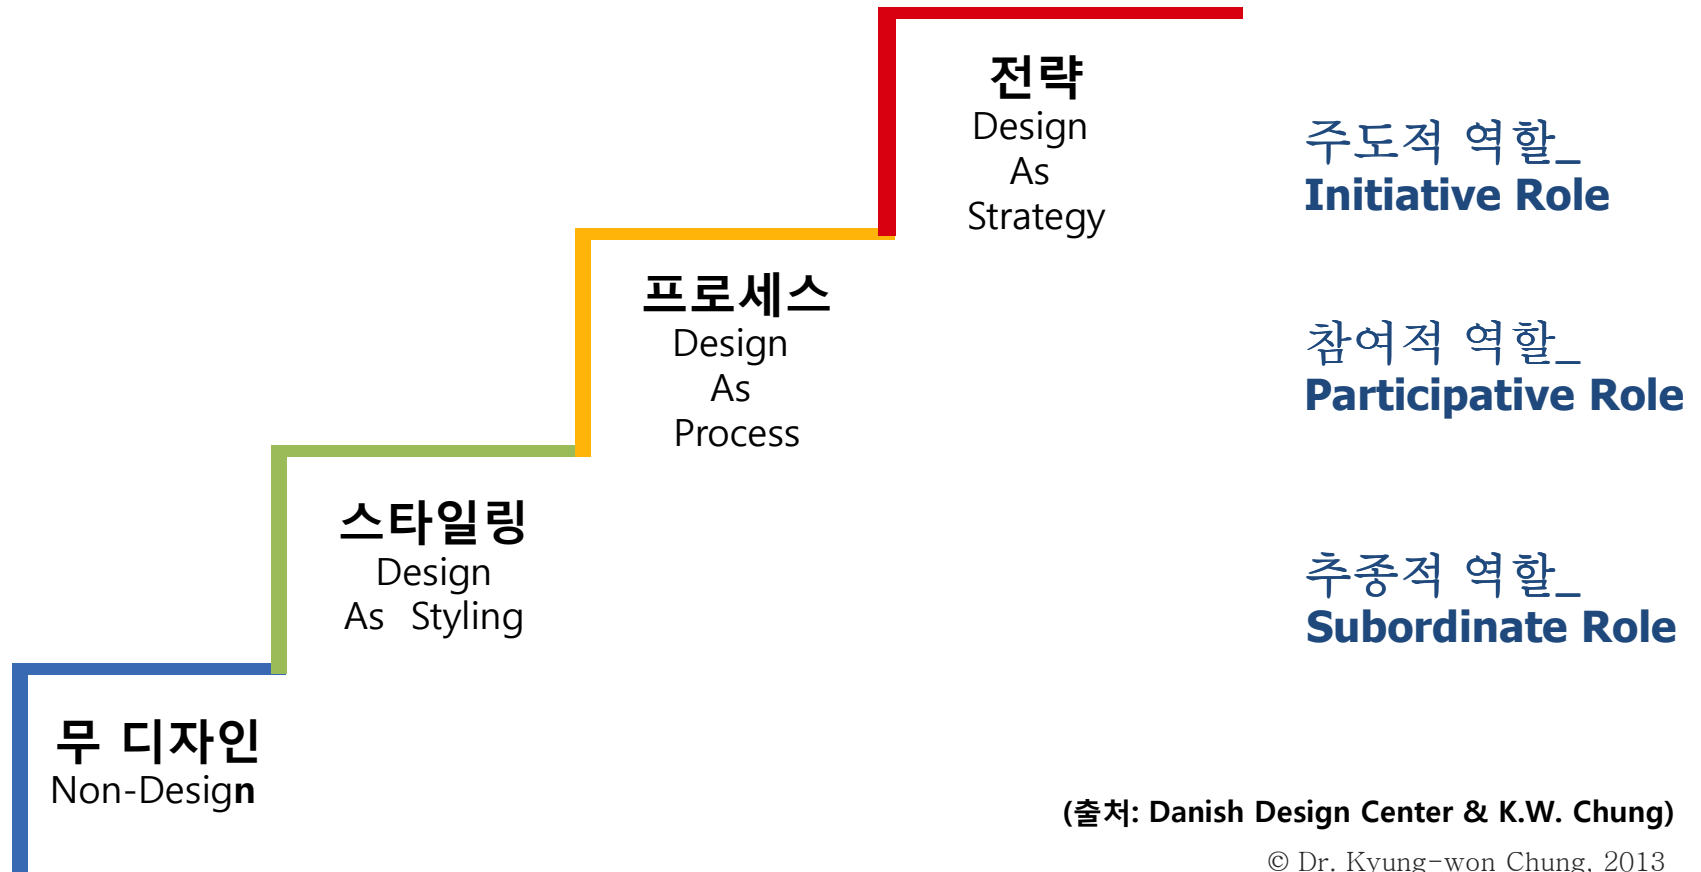 전략
Design
As
Strategy
주도적 역할_
Initiative Role
프로세스
Design
As
Process
참여적 역할_
Participative Role
스타일링
Design
As Styling
추종적 역할_
Subordinate Role
무 디자인
Non-Design
(출처: Danish Design Center & K.W. Chung)
© Dr. Kyung-won Chung, 2013